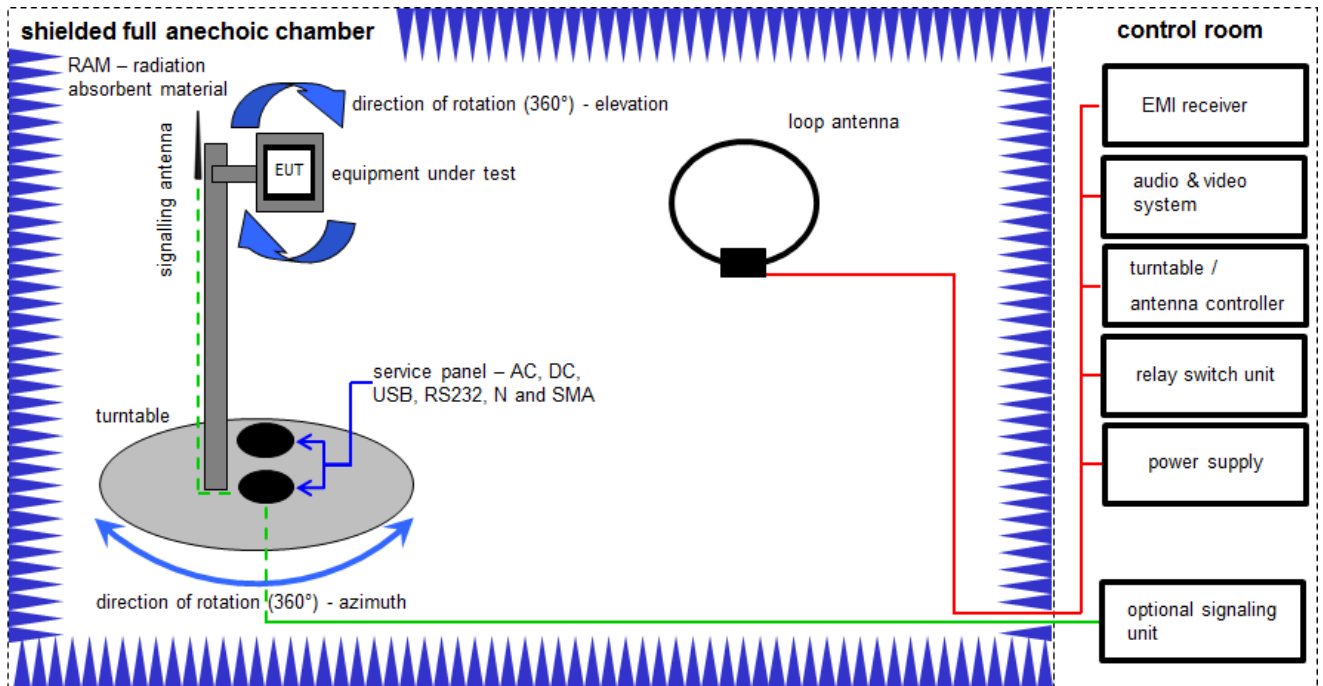 shielded full anechoic chamber
control room
RAM – radiation
absorbent material
direction of rotation (360°) - elevation
signalling antenna
EUT
equipment under test
loop antenna
EMI receiver
audio & video
system
turntable /
antenna controller
relay switch unit
power supply
service panel – AC, DC,
USB, RS232, N and SMA
turntable
direction of rotation (360°) - azimuth
optional signaling
unit